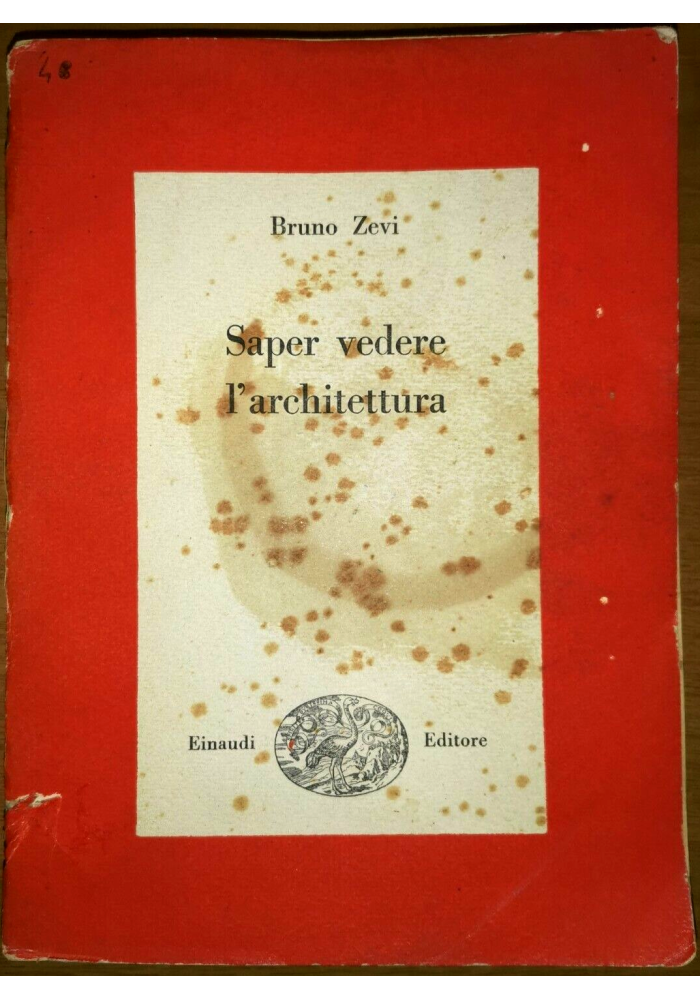 48
Bruno Zevi
Saper vedere
l'architettura
Einaudi Editore